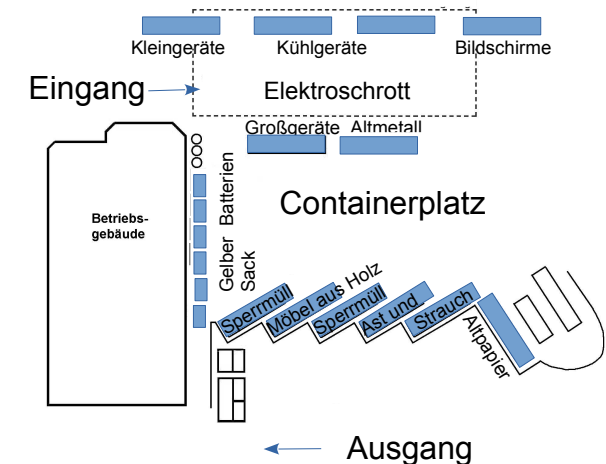 Kleingeräte
Kühlgeräte
Bildschirme
Eingang
Elektroschrott
Großgeräte
Altmetall
OOO
Batterien
Betriebs-
gebäude
Containerplatz
Gelber
Sack
Sperrmüll
Möbel aus Holz
Sperrmüll
Ast und
Strauch
Altpapier
Ausgang